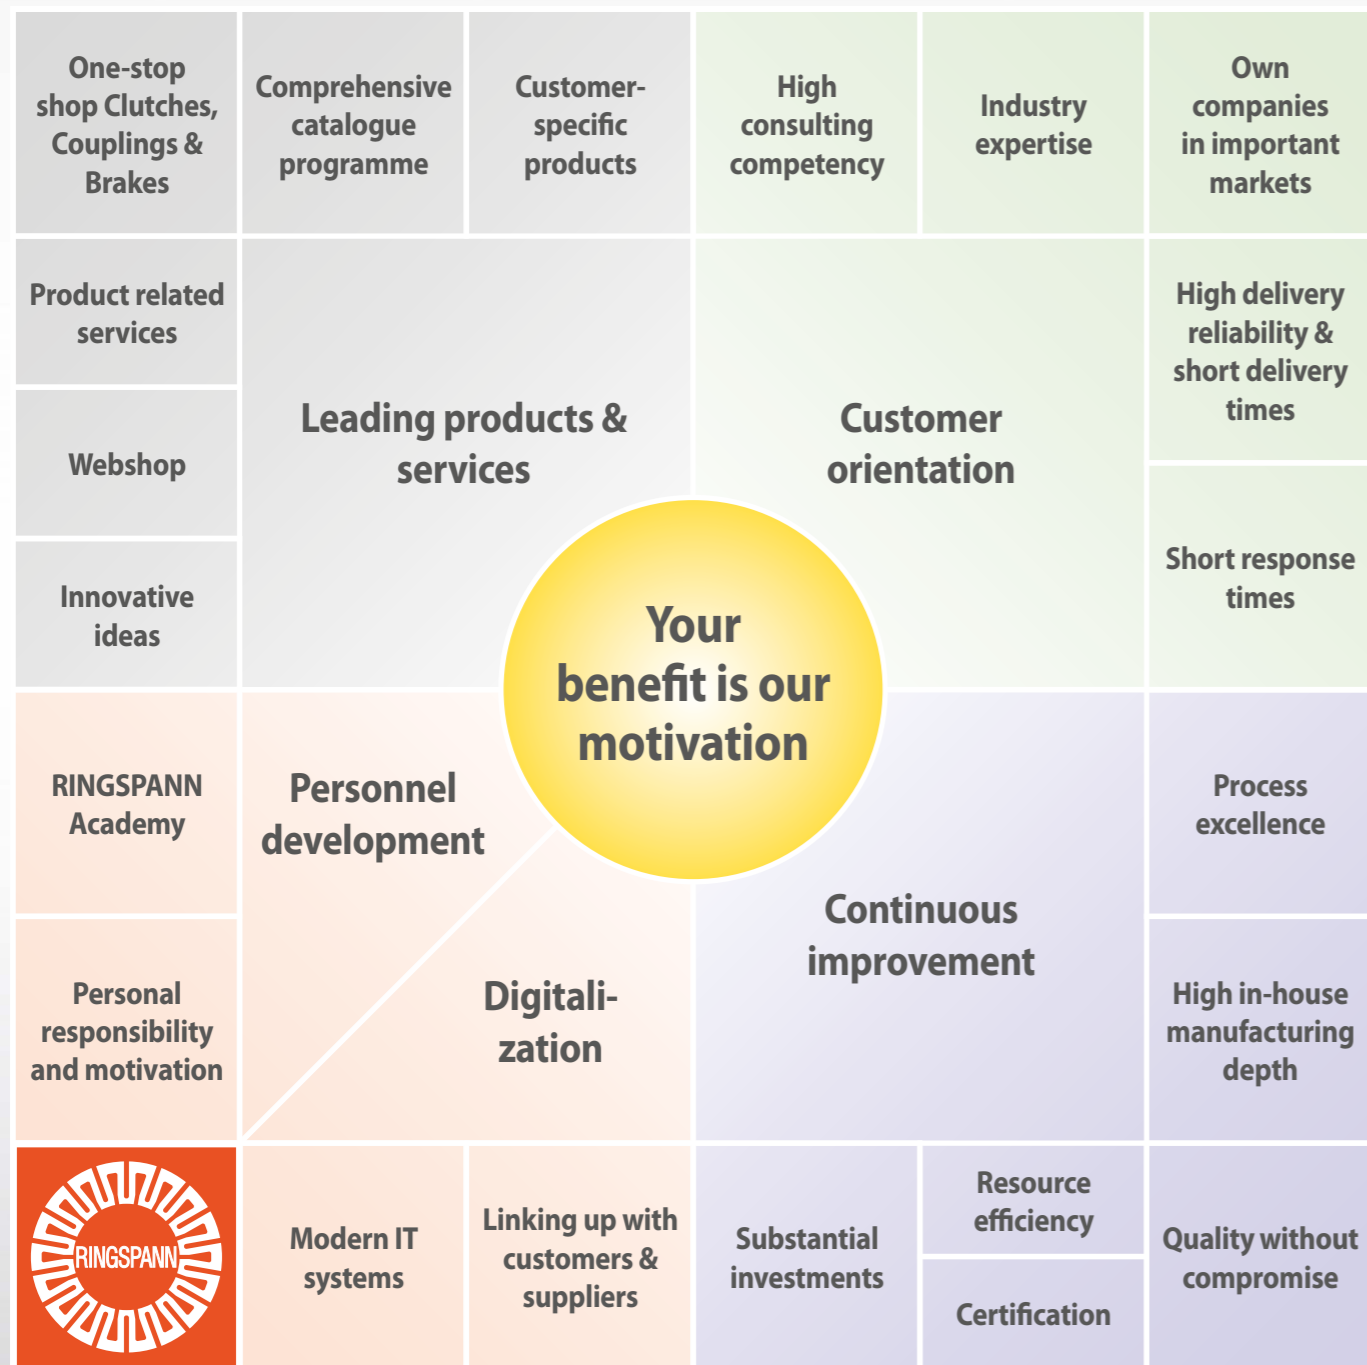 One-stop
shop Clutches,
Couplings &
Brakes
Comprehensive
catalogue
programme
Customer-
specific
products
High
consulting
competency
Industry
expertise
Own
companies
in important
markets
Product related
services
Webshop
Innovative
ideas
Leading products &
services
Customer
orientation
High delivery
reliability &
short delivery
times
Short response
times
Your
benefit is our
motivation
RINGSPANN
Academy
Personal
responsibility
and motivation
Personnel
development
Digitali-
zation
Continuous
improvement
Process
excellence
High in-house
manufacturing
depth
RINGSPANN
Modern IT
systems
Linking up with
customers &
suppliers
Substantial
investments
Resource
efficiency
Certification
Quality without
compromise